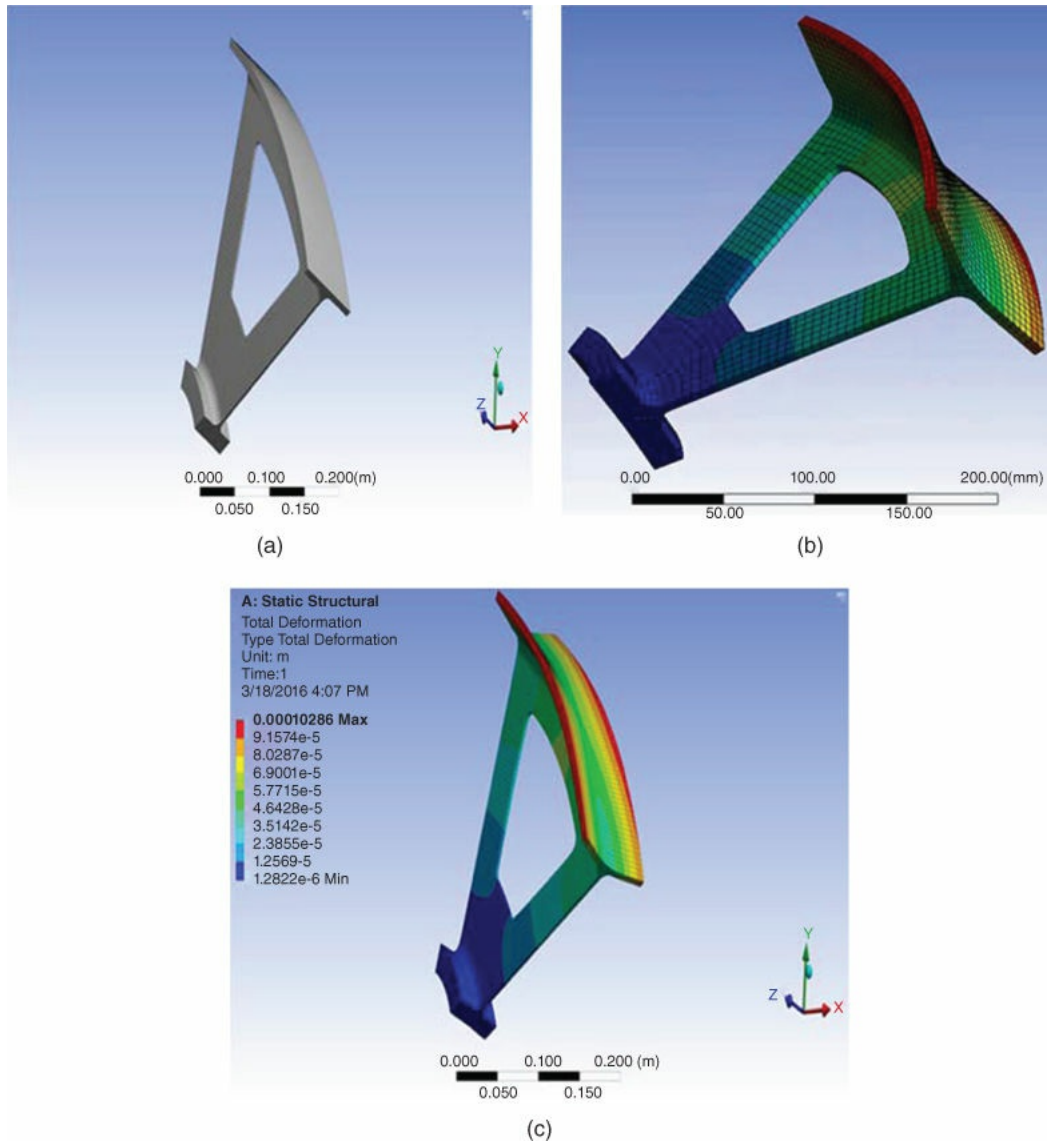 Y
Z
X
0.000 0.100 0.200(m)
0.050 0.150
(a)
0.00 100.00 200.00(mm)
50.00 150.00
(b)
A: Static Structural
Total Deformation
Type Total Deformation
Unit: m
Time:1
3/18/2016 4:07 PM
0.00010286 Max
9.1574e-5
8.0287e-5
6.9001e-5
5.7715e-5
4.6428e-5
3.5142e-5
2.3855e-5
1.2569-5
1.2822e-6 Min
Y
Z
X
0.000 0.100 0.200 (m)
0.050 0.150
(c)